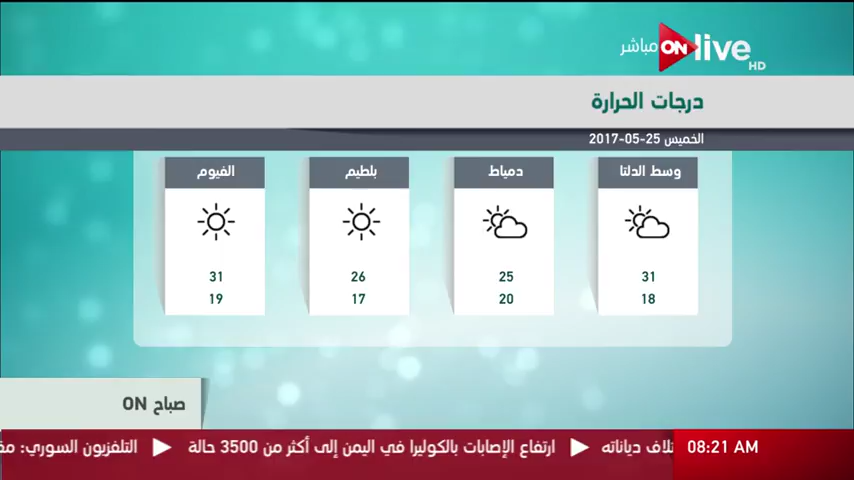 مباشر ON live HD
درجات الحرارة
الخميس 25-05-2017
وسط الدلتا
31
18
دمياط
25
20
بلطيم
26
17
الفيوم
31
19
صباح ON
08:21 AM
دياناته ◀ ارتفاع الإصابات بالكوليرا في اليمن إلى أكثر من 3500 حالة ◀ التلفزيون السوري: